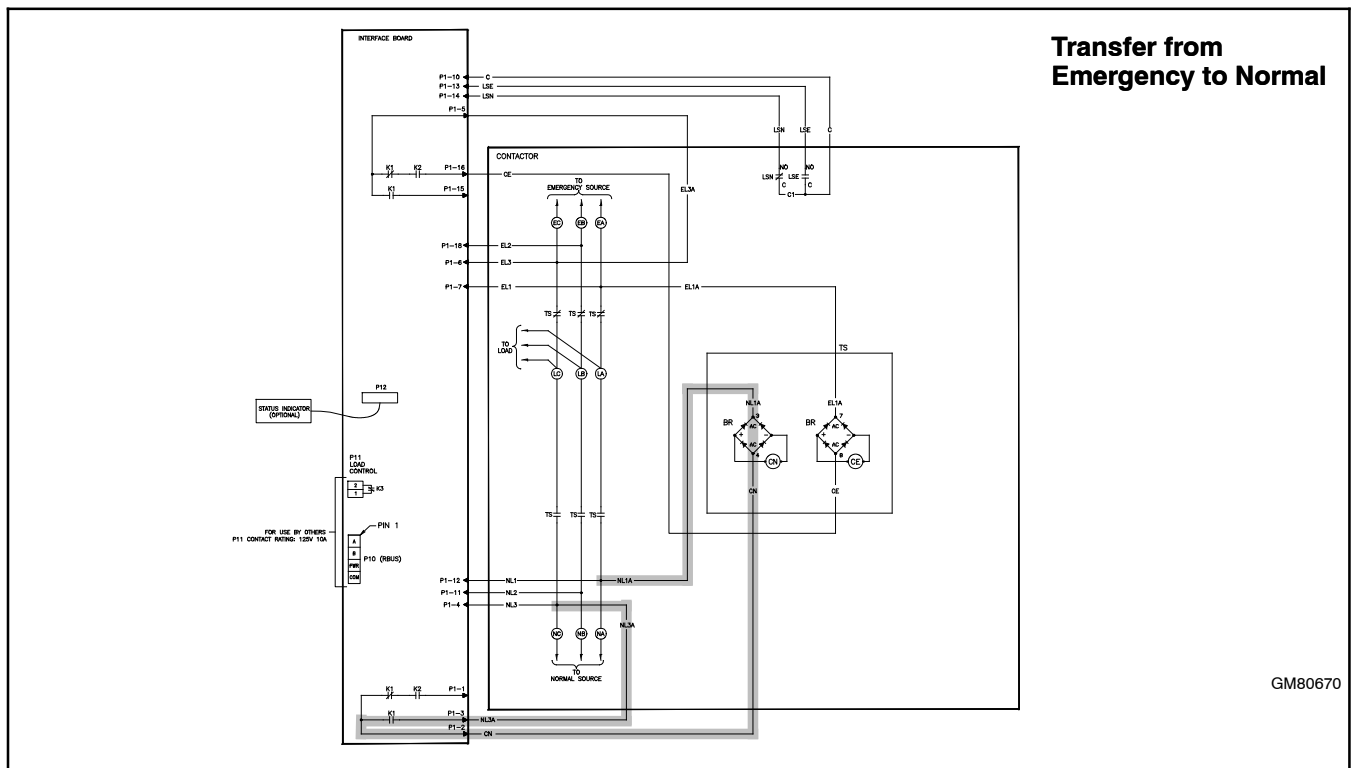 Transfer from
Emergency to Normal
INTERFACE BOARD
P1-10
C
P1-13
LSE
P1-14
LSN
P1-5
LSN
LSE
C
CONTACTOR
K1
K2
P1-16
CE
NO
NO
LSN
LSE
C
C
C1
K1
P1-15
TO
EMERGENCY SOURCE
EL3A
EC
EB
EA
P1-18
EL2
P1-6
EL3
P1-7
EL1
EL1A
TS
TS
TS
TO
LOAD
TS
LC
LB
LA
P12
STATUS INDICATOR
(OPTIONAL)
NL1A
EL1A
3
7
BR
AC
BR
AC
+
-
+
-
AC
AC
CN
CE
4
8
P11
LOAD
CONTROL
2
1
K3
CN
CE
TS
TS
TS
PIN 1
FOR USE BY OTHERS
P11 CONTACT RATING: 125V 10A
A
B
PWR
COM
P10 (RBUS)
P1-12
NL1
NL1A
P1-11
NL2
P1-4
NL3
NL3A
NC
NB
NA
TO
NORMAL SOURCE
GM80670
K1
K2
P1-1
K1
P1-3
NL3A
P1-2
CN